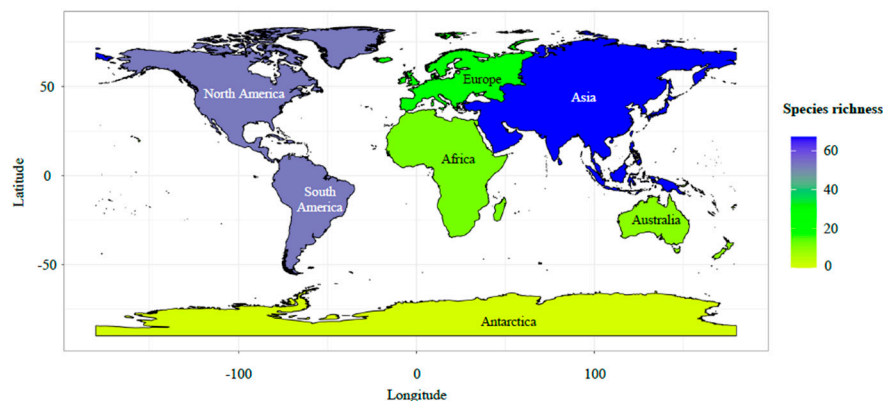 North America
Europe
Asia
Africa
South
America
Australia
Antarctica
50
0
-50
Latitude
-100
0
100
Longitude
Species richness
60
40
20
0